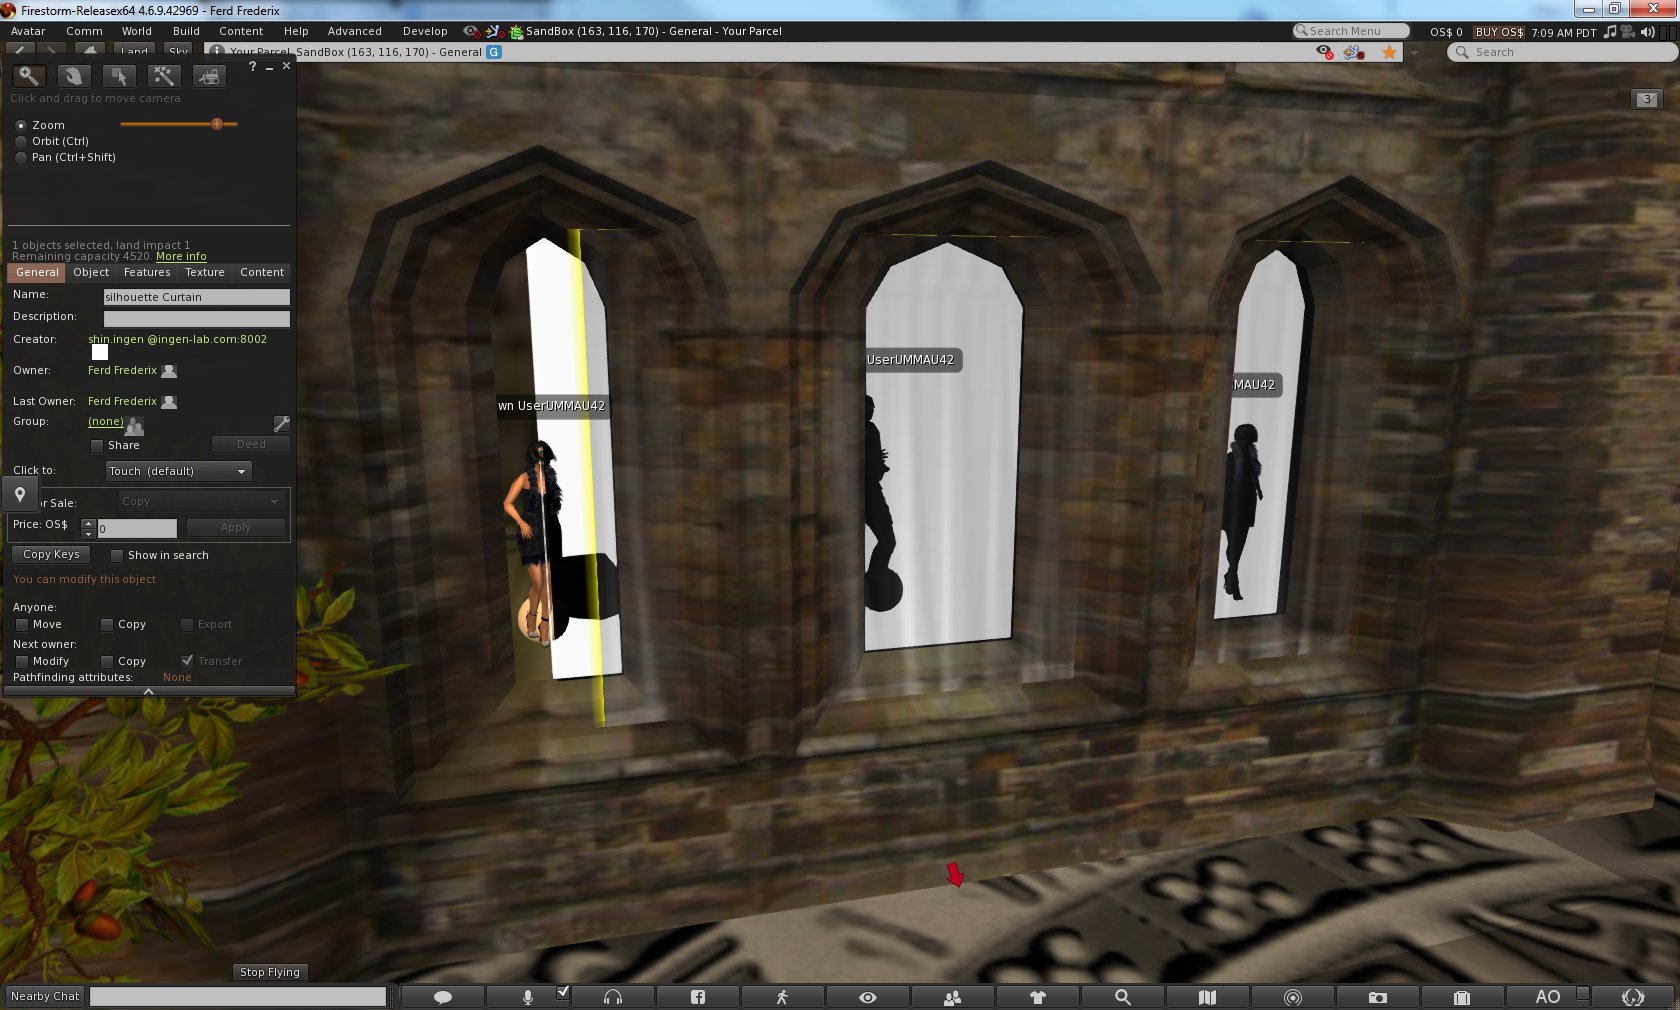 Firestorm-Releasex64 4.6.9.42969 - Ferd Frederix
Avatar Comm World Build Content Help Advanced Develop SandBox (163, 116, 170) - General - Your Parcel Search Menu OS$ 0 BUY OS$ 7:09 AM PDT
Land Sky Your Parcel, SandBox (163, 116, 170) - General G Search
? _ ×
Click and drag to move camera
3
Zoom
Orbit (Ctrl)
Pan (Ctrl+Shift)
1 objects selected, land impact 1
Remaining capacity 4520. More info
General Object Features Texture Content
Name: silhouette Curtain
Description:
Creator: shin.ingen @ingen-lab.com:8002
Owner: Ferd Frederix
Last Owner: Ferd Frederix
Group: (none)
Share Deed
Click to: Touch (default)
r Sale: Copy
Price: OS$ 0 Apply
Copy Keys Show in search
You can modify this object
Anyone:
Move Copy Export
Next owner:
Modify Copy Transfer
Pathfinding attributes: None
wn UserUMMAU42
UserUMMAU42
MAU42
Stop Flying
Nearby Chat AO